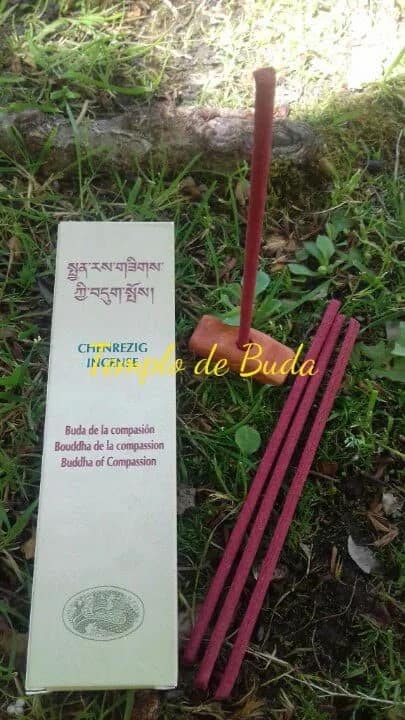 སྤྱན་རས་གཟིགས་
ཀྱི་བདུག་སྤོས།
CHENREZIG
INCENSE
Templo de Buda
Buda de la compasión
Bouddha de la compassion
Buddha of Compassion